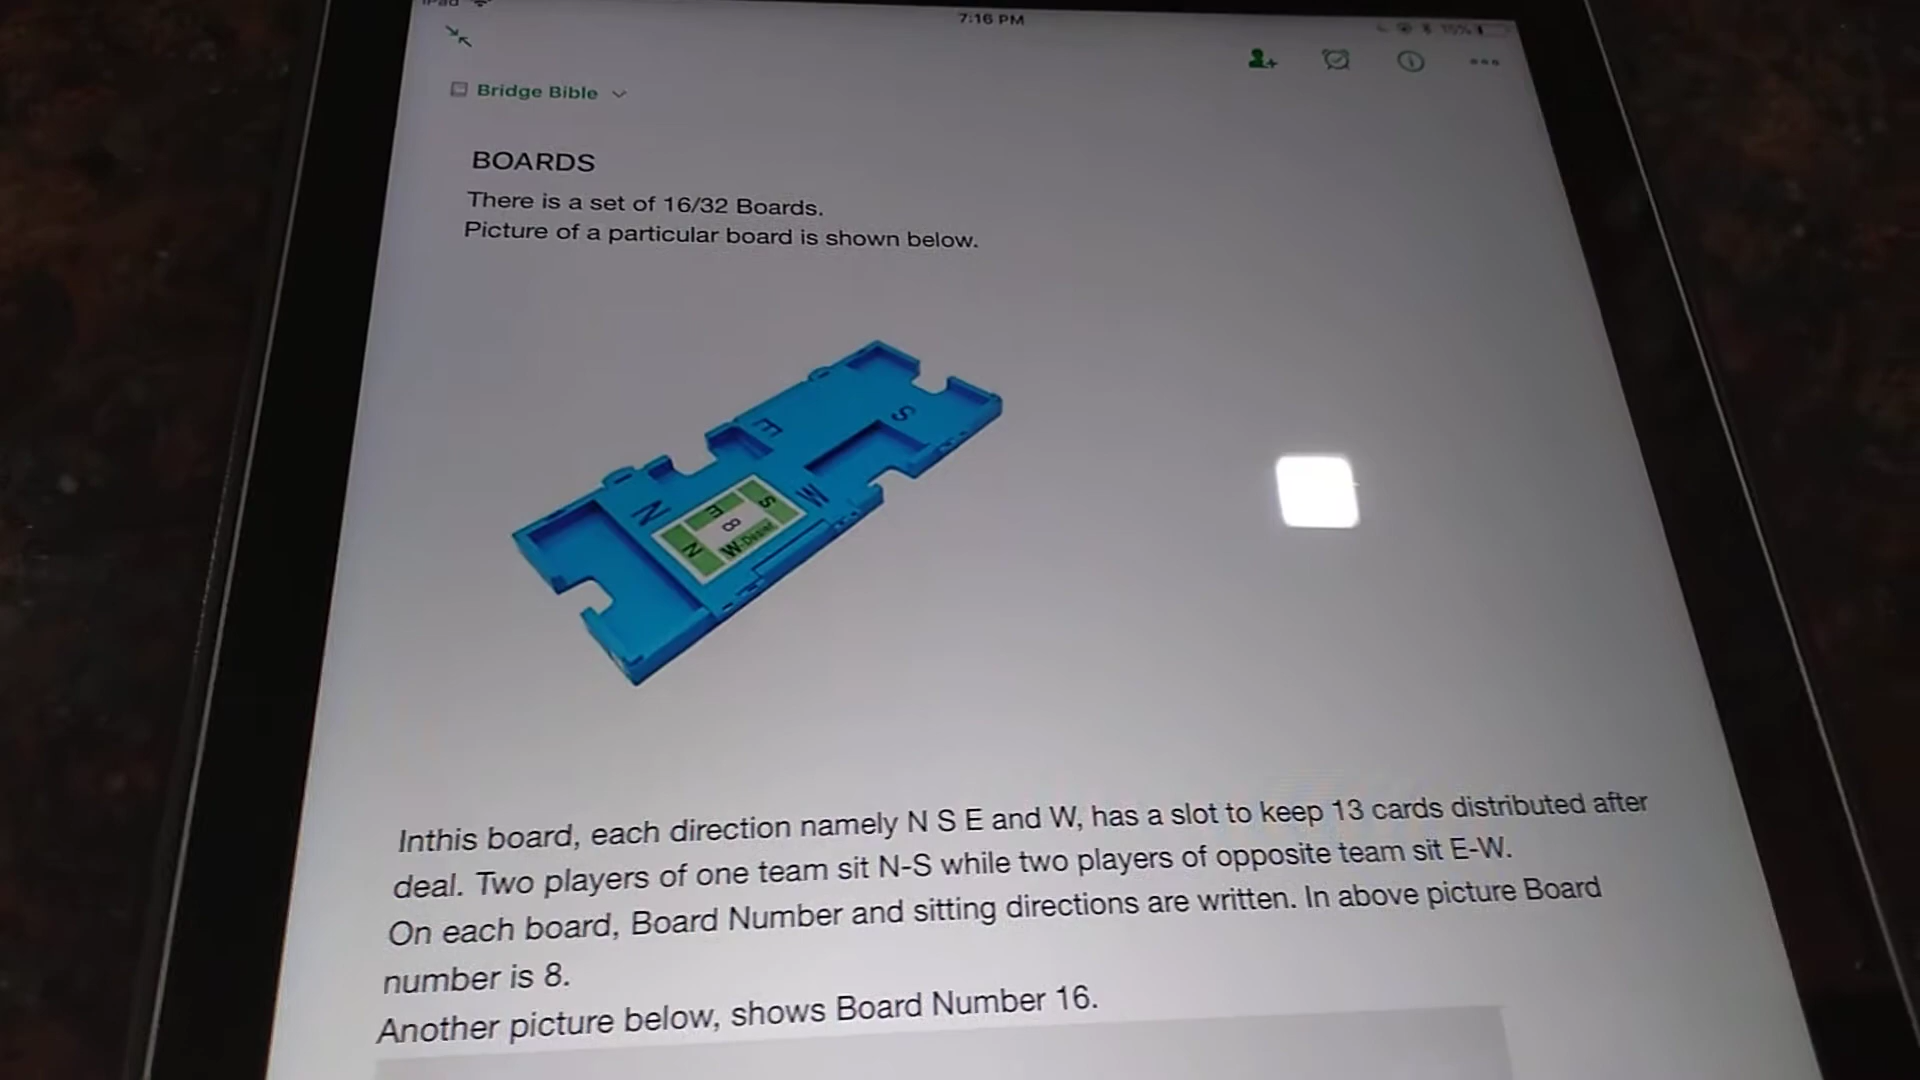 iPad
7:16 PM
15%
Bridge Bible
BOARDS
There is a set of 16/32 Boards.
Picture of a particular board is shown below.
S
E
W
N
S
E
8
W-Dealer
N
Inthis board, each direction namely N S E and W, has a slot to keep 13 cards distributed after
deal. Two players of one team sit N-S while two players of opposite team sit E-W.
On each board, Board Number and sitting directions are written. In above picture Board
number is 8.
Another picture below, shows Board Number 16.